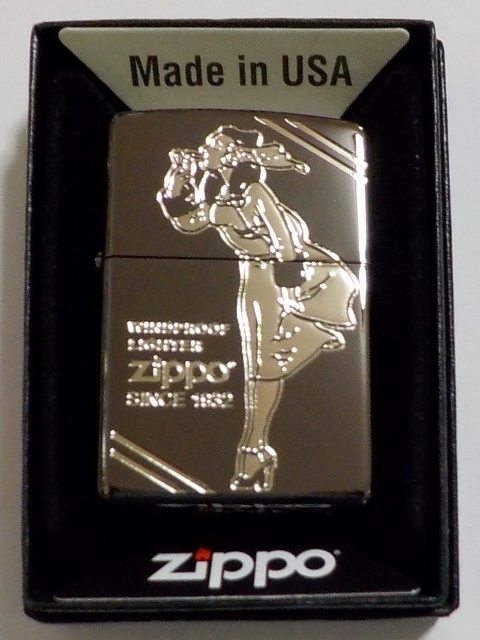 Made in USA
WINDPROOF
LIGHTER
zippo
SINCE 1932
zippo